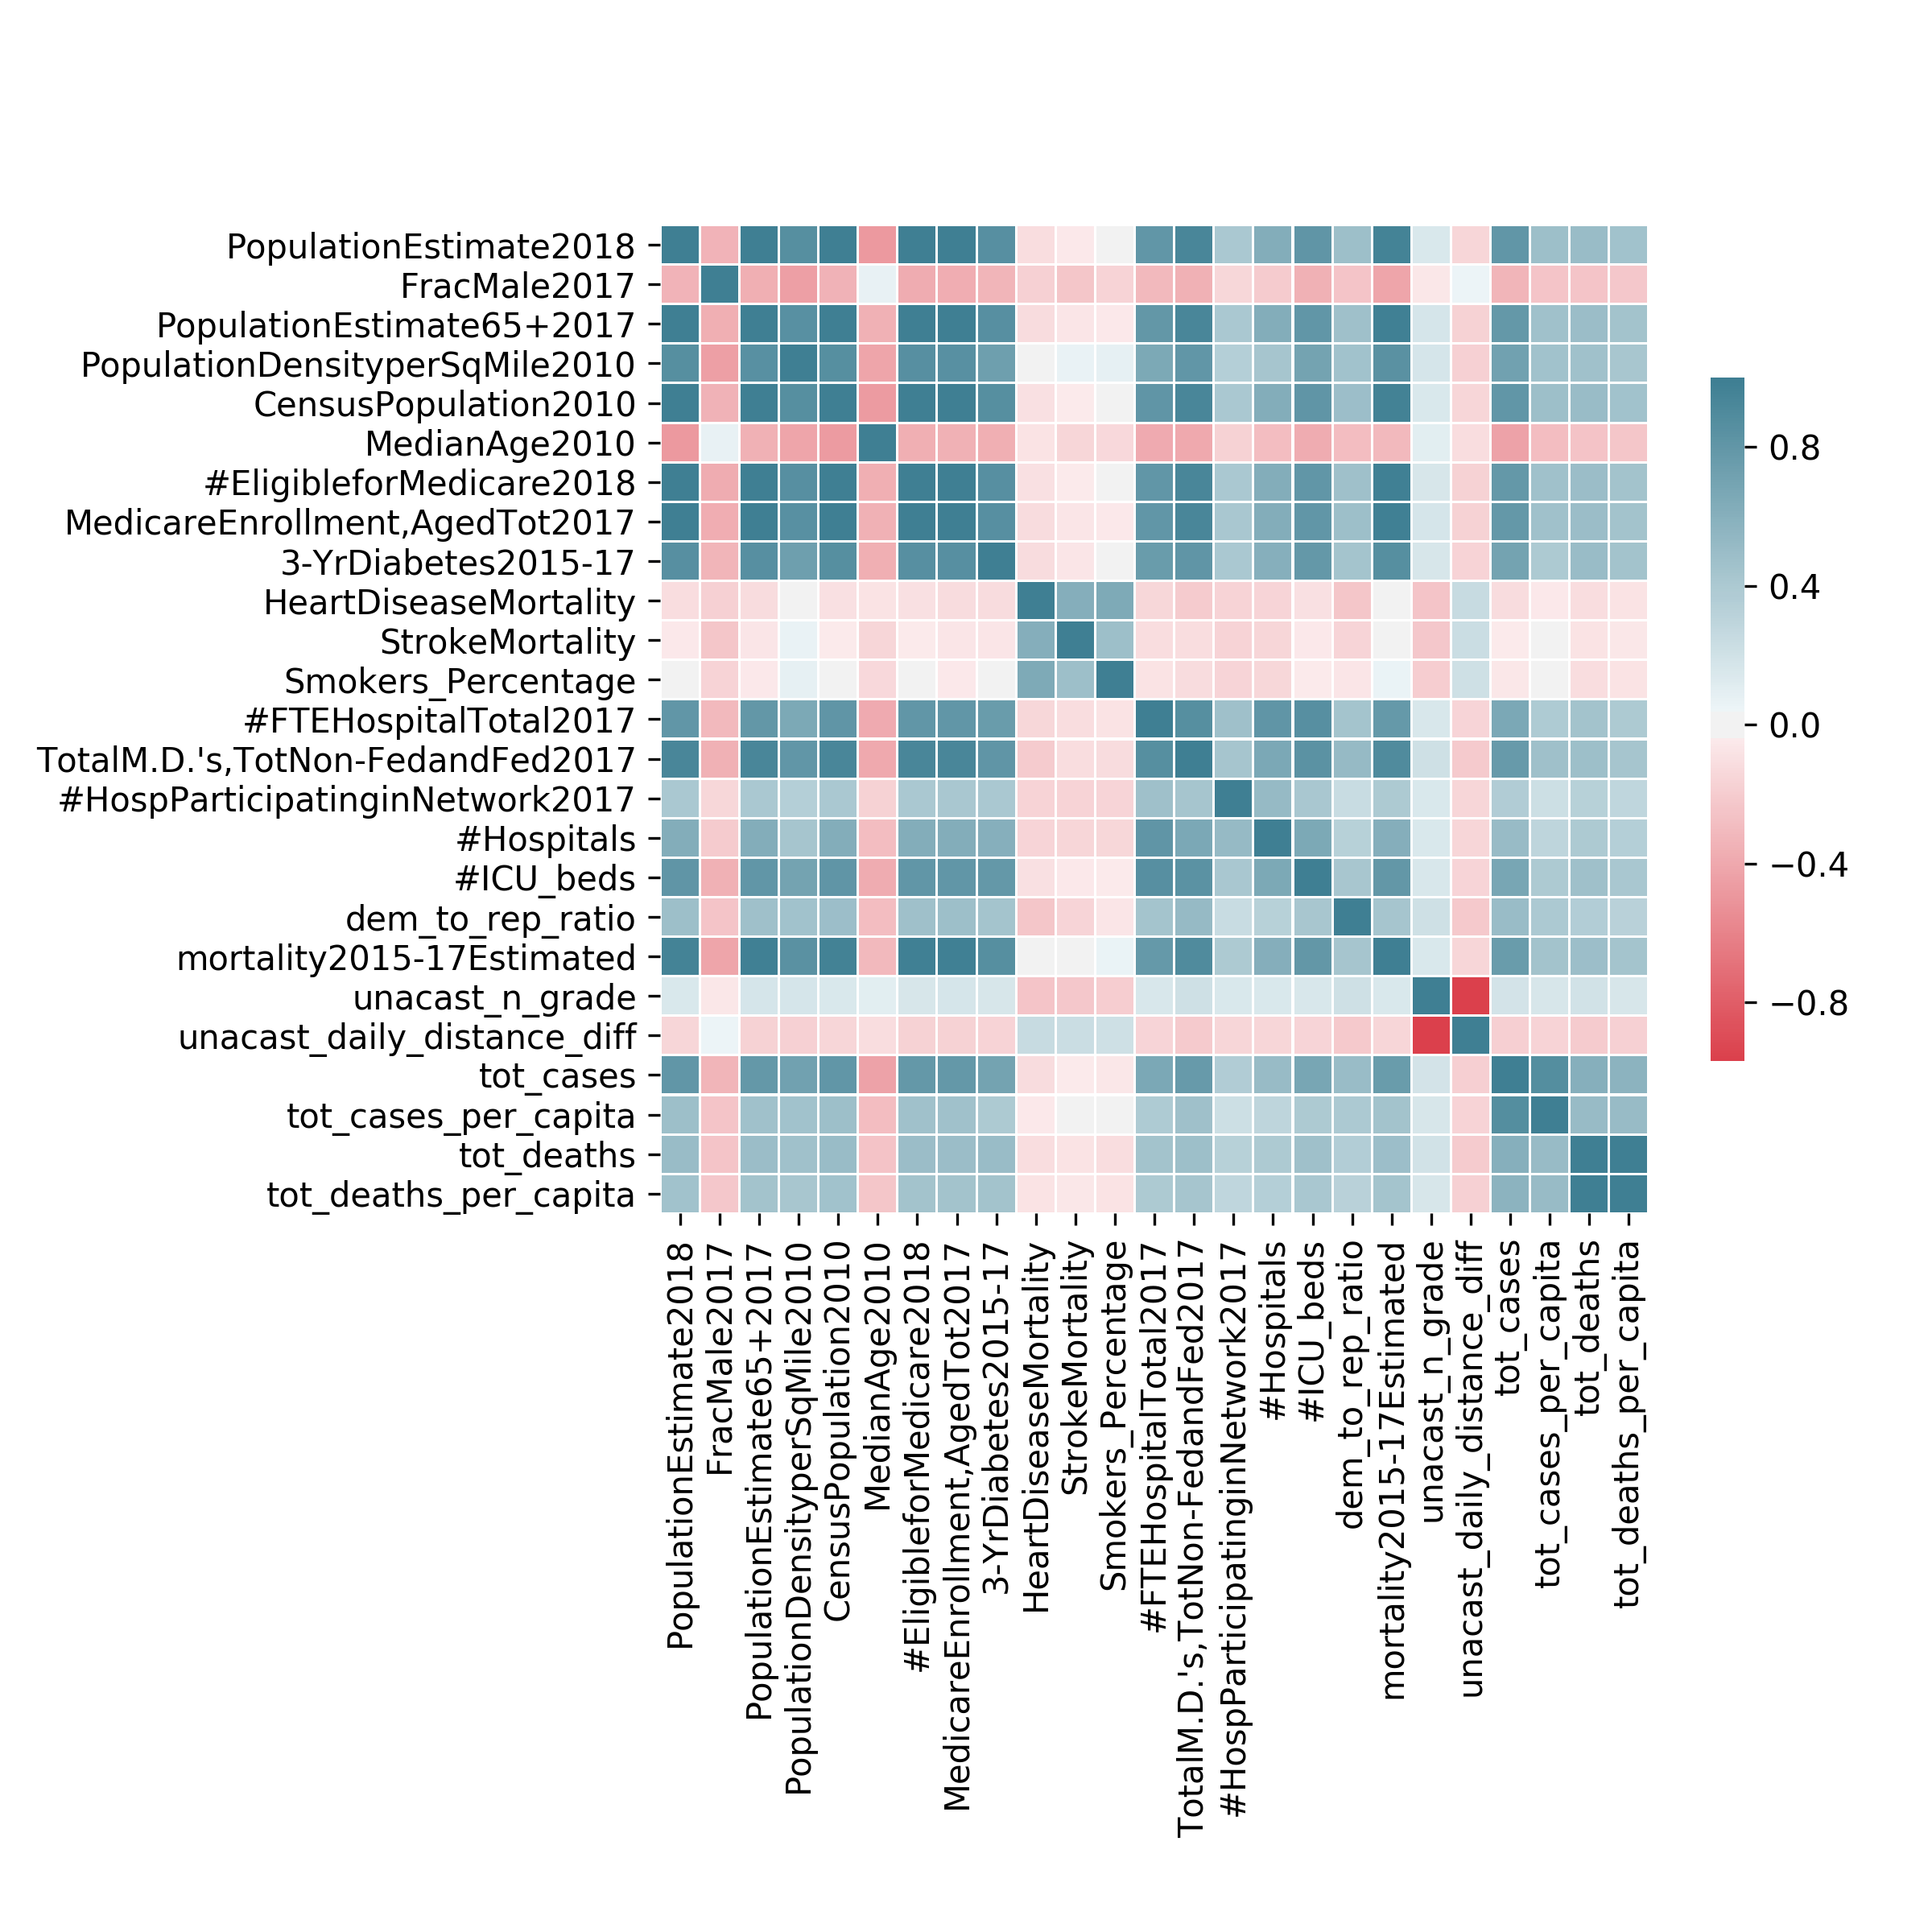 PopulationEstimate2018
FracMale2017
PopulationEstimate65+2017
PopulationDensityperSqMile2010
CensusPopulation2010
MedianAge2010
#EligibleforMedicare2018
MedicareEnrollment,AgedTot2017
3-YrDiabetes2015-17
HeartDiseaseMortality
StrokeMortality
Smokers_Percentage
#FTEHospitalTotal2017
TotalM.D.'s,TotNon-FedandFed2017
#HospParticipatinginNetwork2017
#Hospitals
#ICU_beds
dem_to_rep_ratio
mortality2015-17Estimated
unacast_n_grade
unacast_daily_distance_diff
tot_cases
tot_cases_per_capita
tot_deaths
tot_deaths_per_capita
PopulationEstimate2018
FracMale2017
PopulationEstimate65+2017
PopulationDensityperSqMile2010
CensusPopulation2010
MedianAge2010
#EligibleforMedicare2018
MedicareEnrollment,AgedTot2017
3-YrDiabetes2015-17
HeartDiseaseMortality
StrokeMortality
Smokers_Percentage
#FTEHospitalTotal2017
TotalM.D.'s,TotNon-FedandFed2017
#HospParticipatinginNetwork2017
#Hospitals
#ICU_beds
dem_to_rep_ratio
mortality2015-17Estimated
unacast_n_grade
unacast_daily_distance_diff
tot_cases
tot_cases_per_capita
tot_deaths
tot_deaths_per_capita
0.8
0.4
0.0
−0.4
−0.8